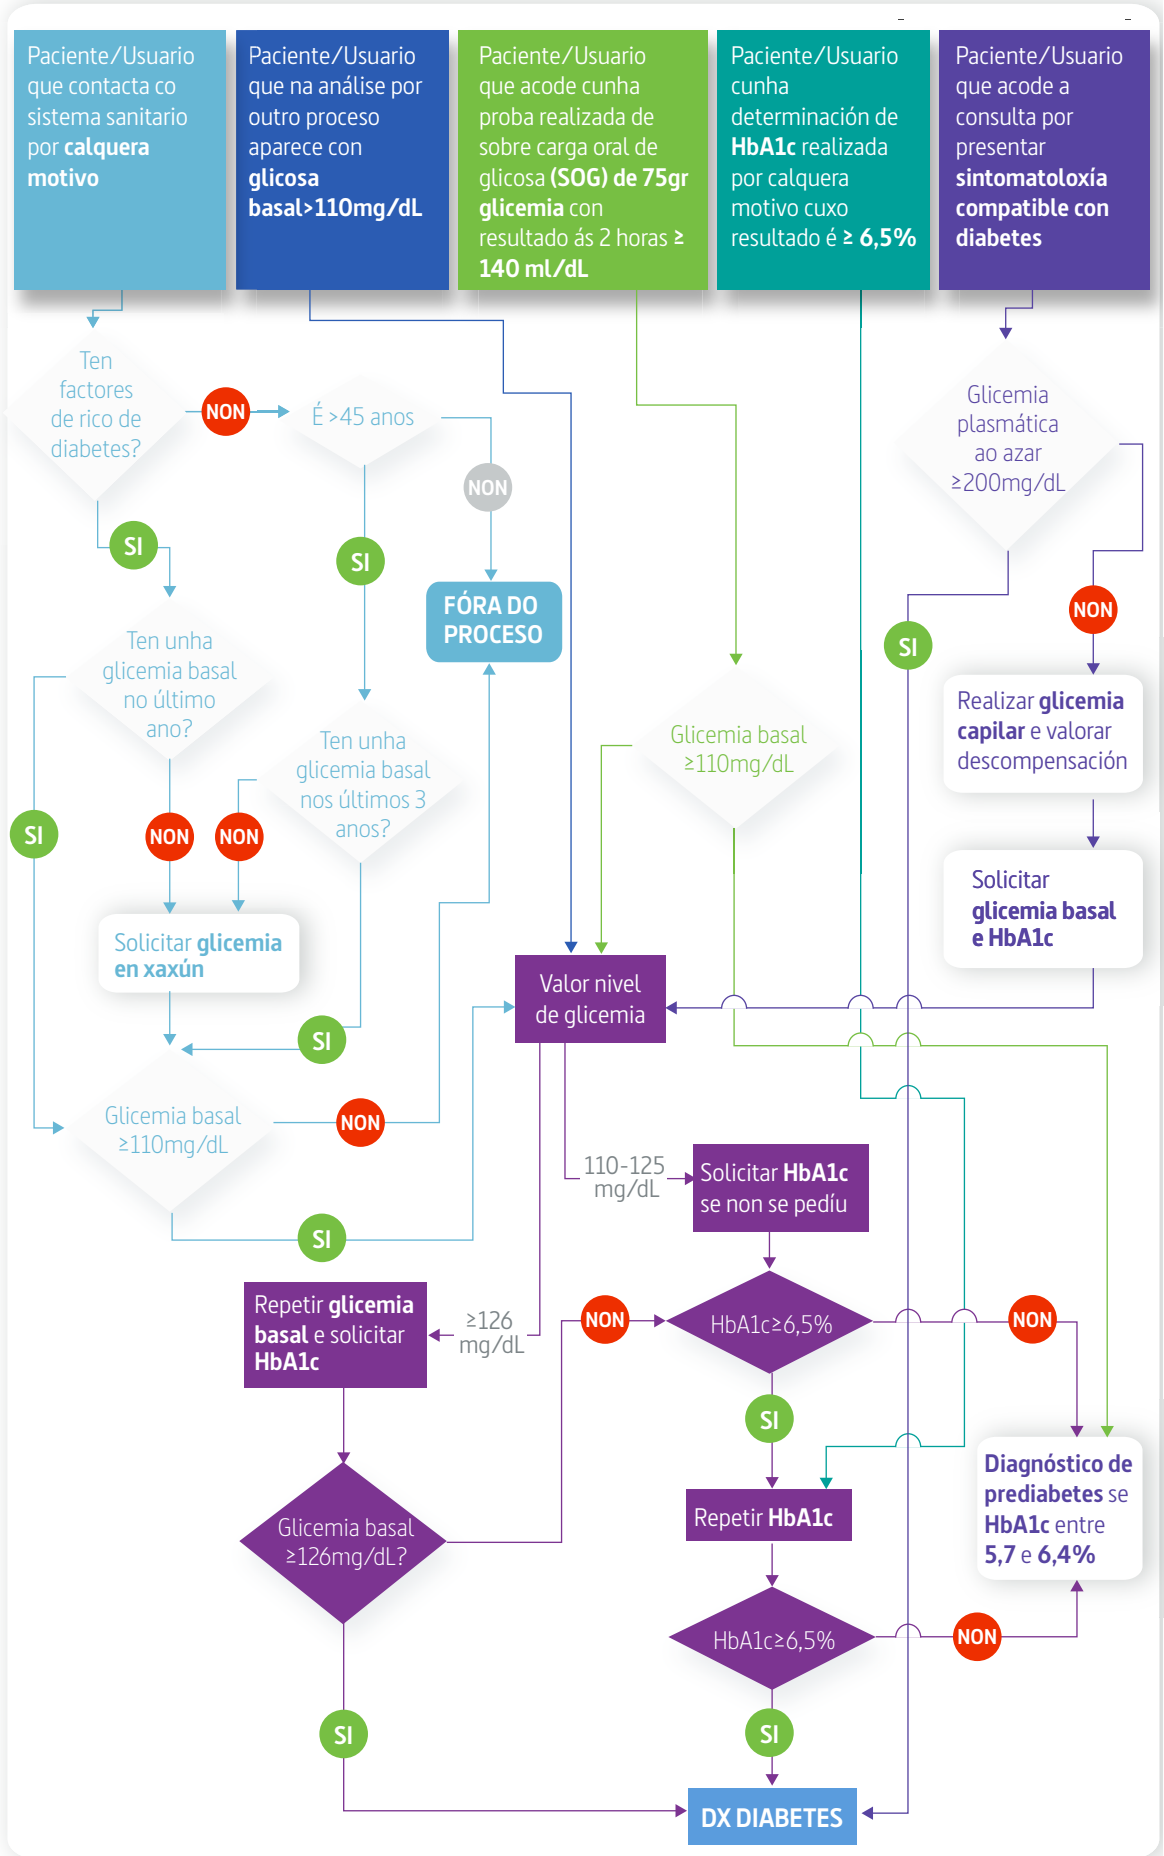 Paciente/Usuario
que contacta co
sistema sanitario
por calquera
motivo
Paciente/Usuario
que na análise por
outro proceso
aparece con
glicosa
basal>110mg/dL
Paciente/Usuario
que acode cunha
proba realizada de
sobre carga oral de
glicosa (SOG) de 75gr
glicemia con
resultado ás 2 horas ≥
140 ml/dL
Paciente/Usuario
cunha
determinación de
HbA1c realizada
por calquera
motivo cuxo
resultado é ≥ 6,5%
Paciente/Usuario
que acode a
consulta por
presentar
sintomatoloxía
compatible con
diabetes
Ten
factores
de rico de
diabetes?
NON
É >45 anos
NON
Glicemia
plasmática
ao azar
≥200mg/dL
SI
SI
FÓRA DO
PROCESO
NON
SI
Ten unha
glicemia basal
no último
ano?
Realizar glicemia
capilar e valorar
descompensación
Ten unha
glicemia basal
nos últimos 3
anos?
Glicemia basal
≥110mg/dL
SI
NON
NON
Solicitar
glicemia basal
e HbA1c
Solicitar glicemia
en xaxún
Valor nivel
de glicemia
SI
Glicemia basal
≥110mg/dL
NON
110-125
mg/dL
Solicitar HbA1c
se non se pedíu
SI
Repetir glicemia
basal e solicitar
HbA1c
≥126
mg/dL
NON
HbA1c≥6,5%
NON
SI
Diagnóstico de
prediabetes se
HbA1c entre
5,7 e 6,4%
Repetir HbA1c
Glicemia basal
≥126mg/dL?
HbA1c≥6,5%
NON
SI
SI
DX DIABETES